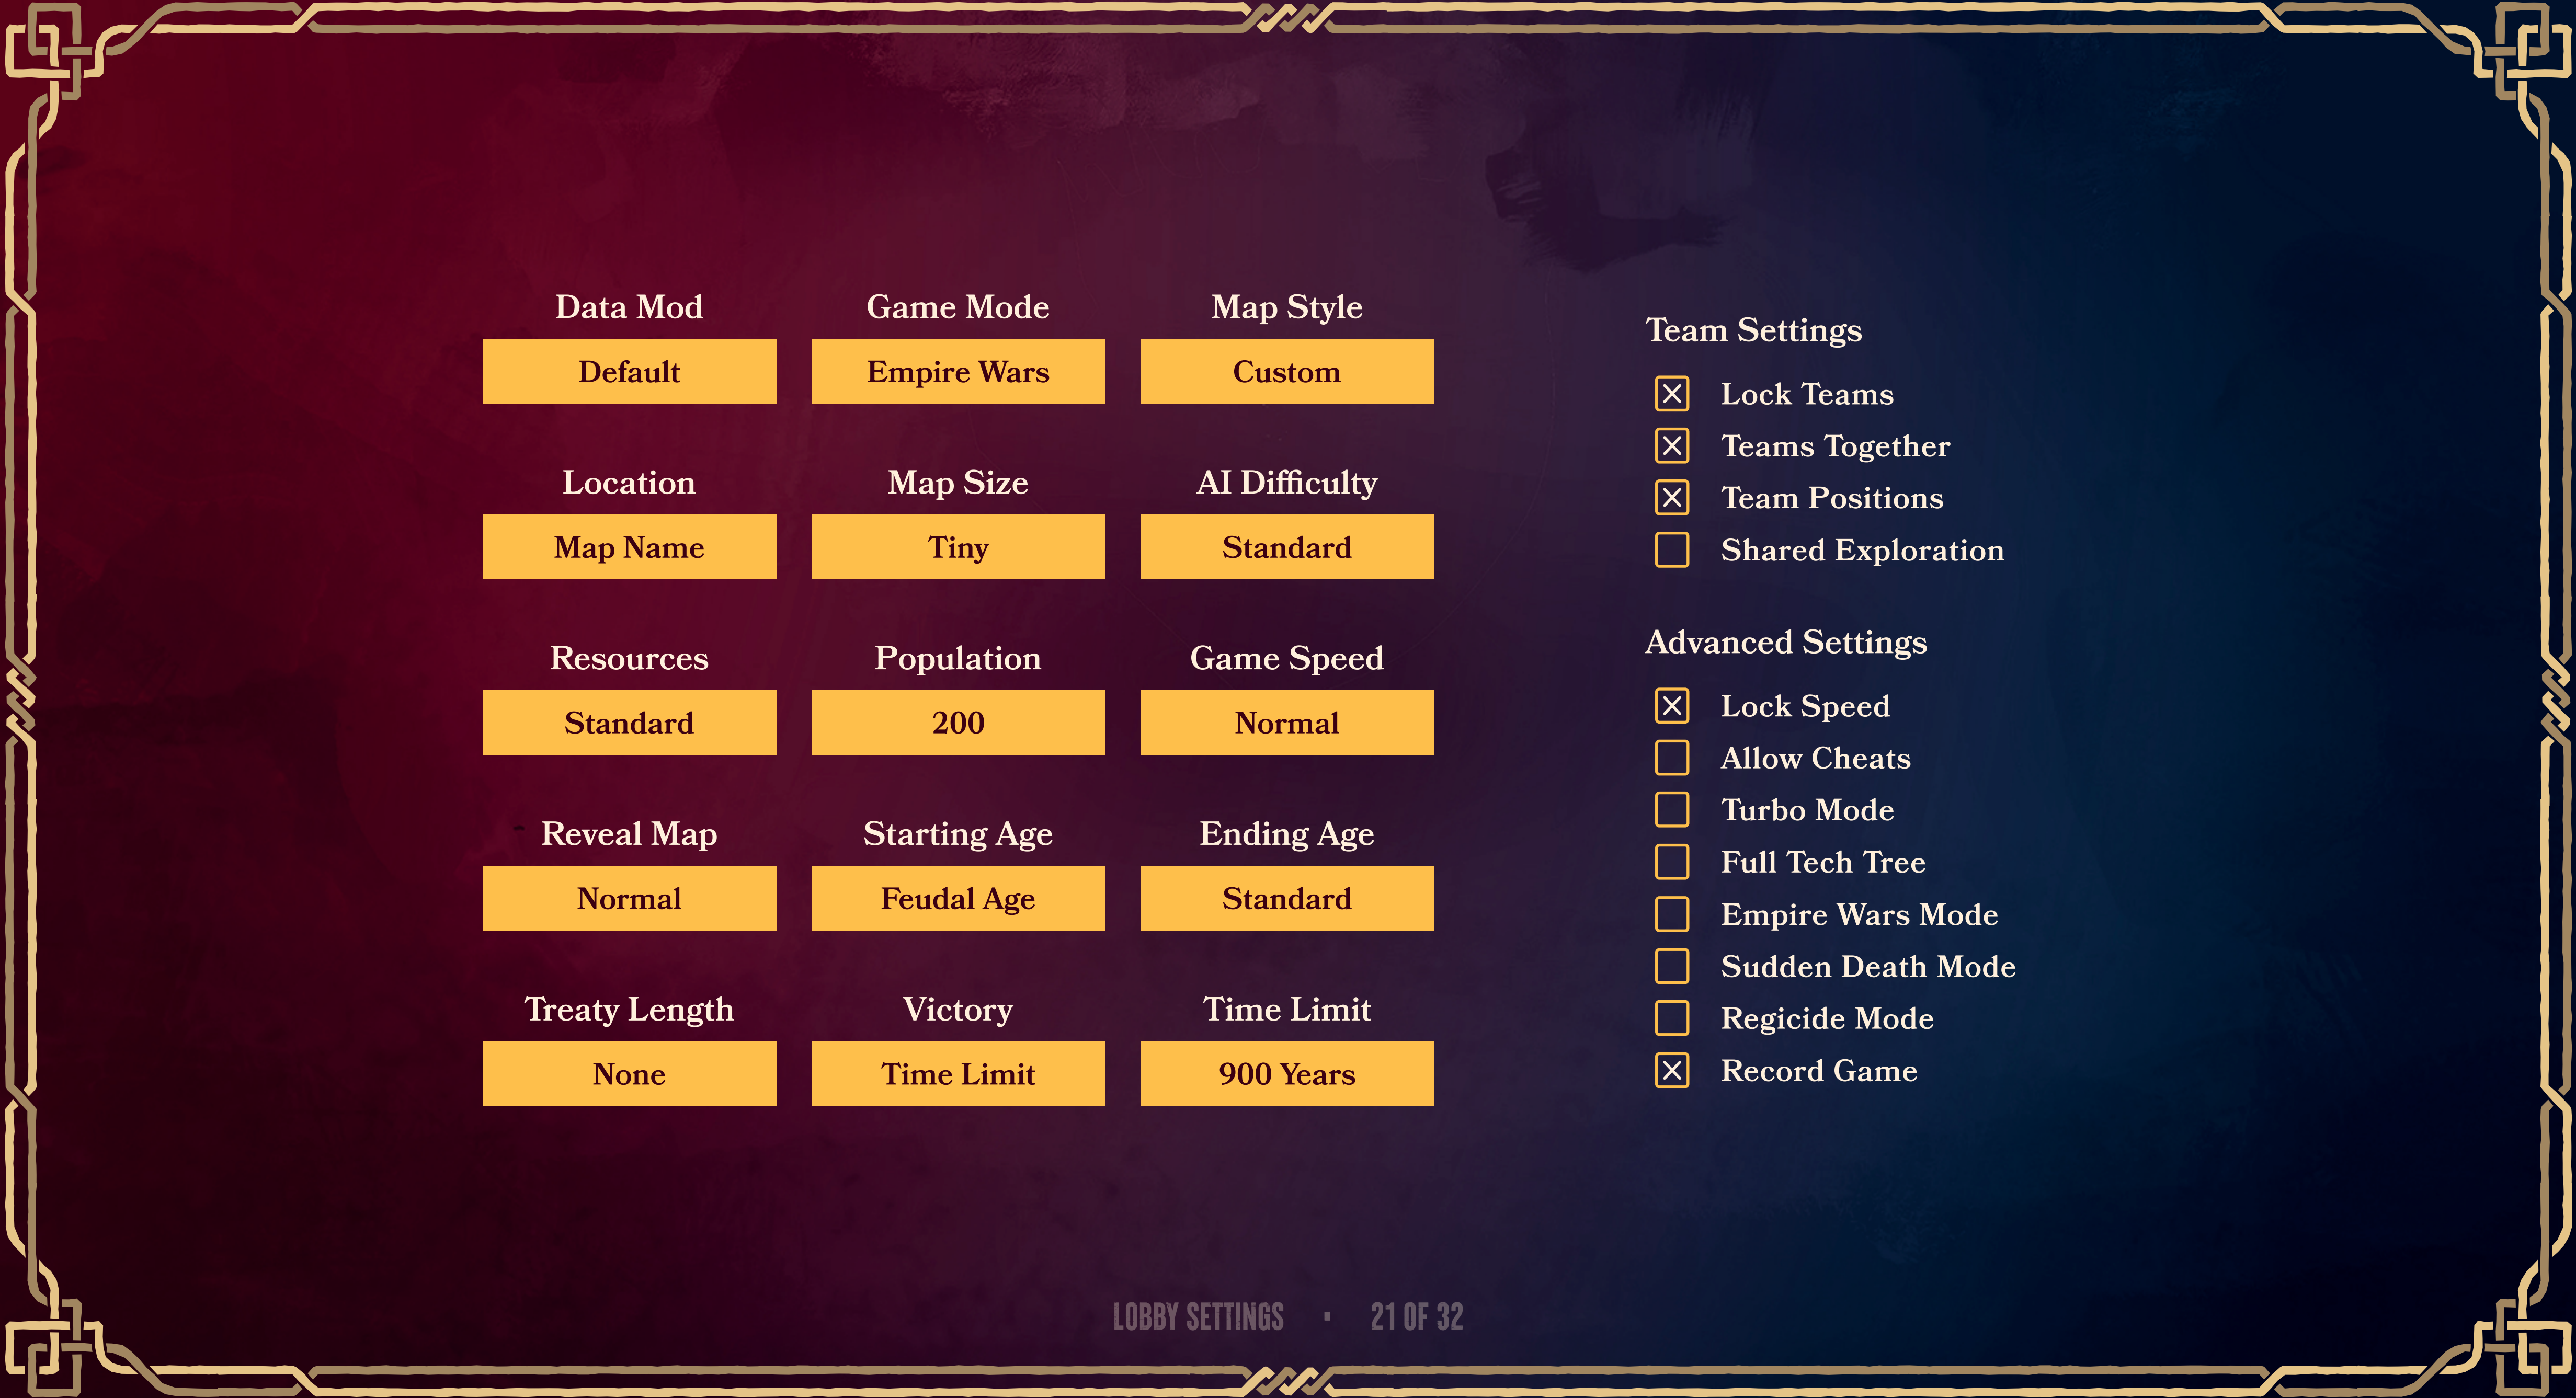 Data Mod
Default
Game Mode
Empire Wars
Map Style
Custom
Location
Map Name
Map Size
Tiny
AI Difficulty
Standard
Resources
Standard
Population
200
Game Speed
Normal
Reveal Map
Normal
Starting Age
Feudal Age
Ending Age
Standard
Treaty Length
None
Victory
Time Limit
Time Limit
900 Years
Team Settings
Lock Teams
Teams Together
Team Positions
Shared Exploration
Advanced Settings
Lock Speed
Allow Cheats
Turbo Mode
Full Tech Tree
Empire Wars Mode
Sudden Death Mode
Regicide Mode
Record Game
LOBBY SETTINGS · 21 OF 32